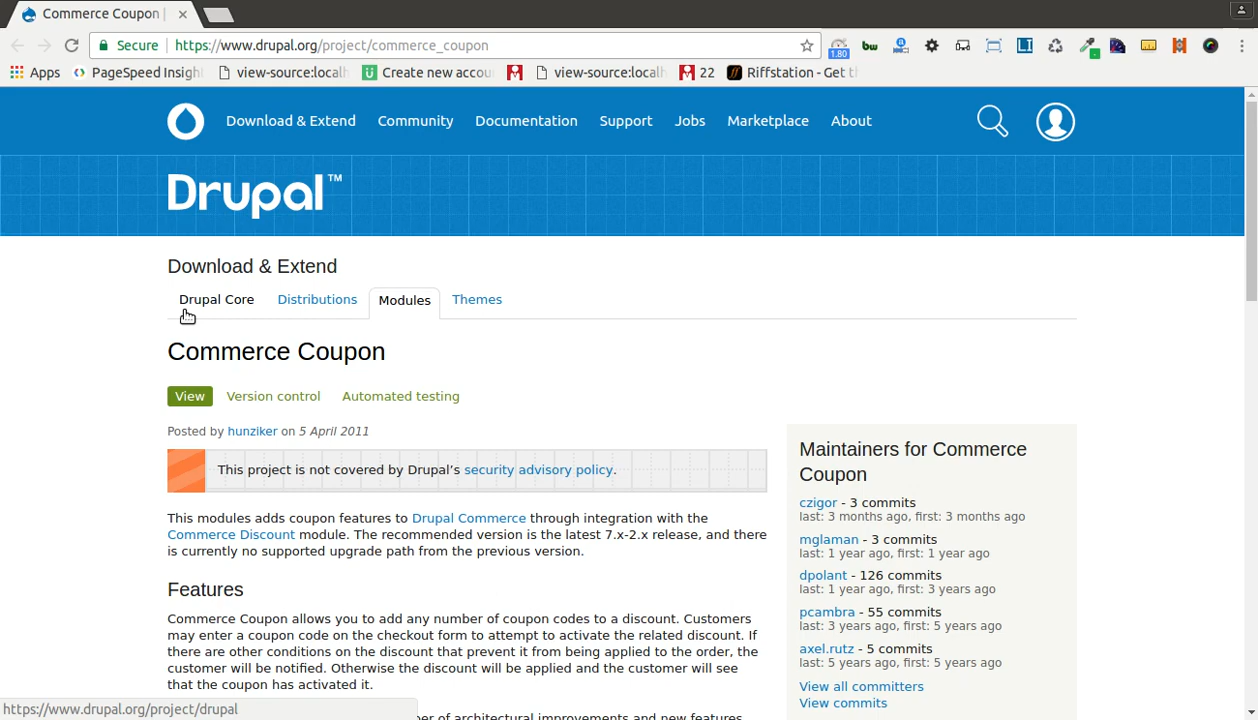 Commerce Coupon |
Secure | https://www.drupal.org/project/commerce_coupon
1.80
Apps PageSpeed Insigh view-source:local Create new accou view-source:locall 22 Riffstation - Get t
Download & Extend Community Documentation Support Jobs Marketplace About
Drupal™
Download & Extend
Drupal Core Distributions Modules Themes
Commerce Coupon
View Version control Automated testing
Posted by hunziker on 5 April 2011
This project is not covered by Drupal's security advisory policy.
This modules adds coupon features to Drupal Commerce through integration with the
Commerce Discount module. The recommended version is the latest 7.x-2.x release, and there
is currently no supported upgrade path from the previous version.
Features
Commerce Coupon allows you to add any number of coupon codes to a discount. Customers
may enter a coupon code on the checkout form to attempt to activate the related discount. If
there are other conditions on the discount that prevent it from being applied to the order, the
customer will be notified. Otherwise the discount will be applied and the customer will see
that the coupon has activated it.
ber of architectural improvements and new features
Maintainers for Commerce
Coupon
czigor - 3 commits
last: 3 months ago, first: 3 months ago
mglaman - 3 commits
last: 1 year ago, first: 1 year ago
dpolant - 126 commits
last: 1 year ago, first: 3 years ago
pcambra - 55 commits
last: 3 years ago, first: 5 years ago
axel.rutz - 5 commits
last: 5 years ago, first: 5 years ago
View all committers
View commits
https://www.drupal.org/project/drupal